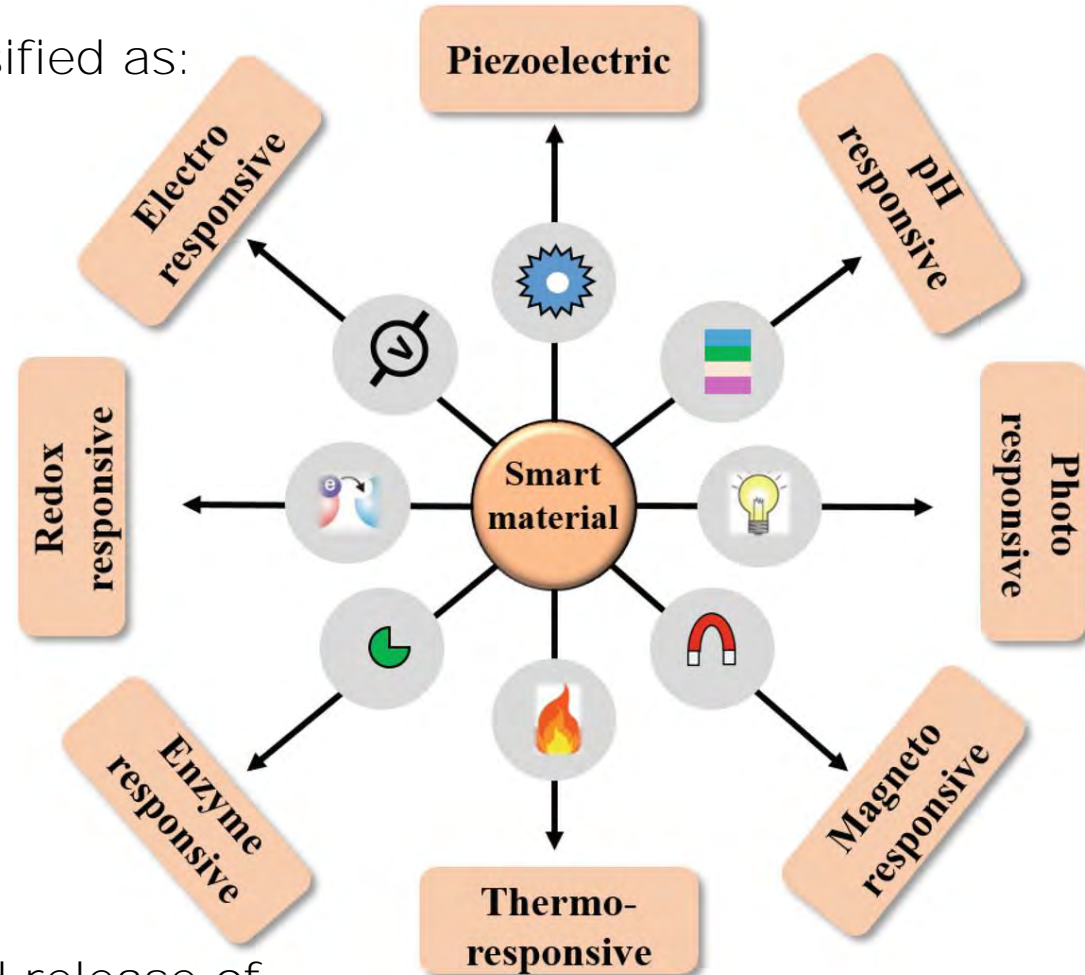 sified as:
Piezoelectric
pH
responsive
Photo
responsive
Magneto
responsive
Thermo-
responsive
Enzyme
responsive
Redox
responsive
Electro
responsive
Smart
material
V
e
release of